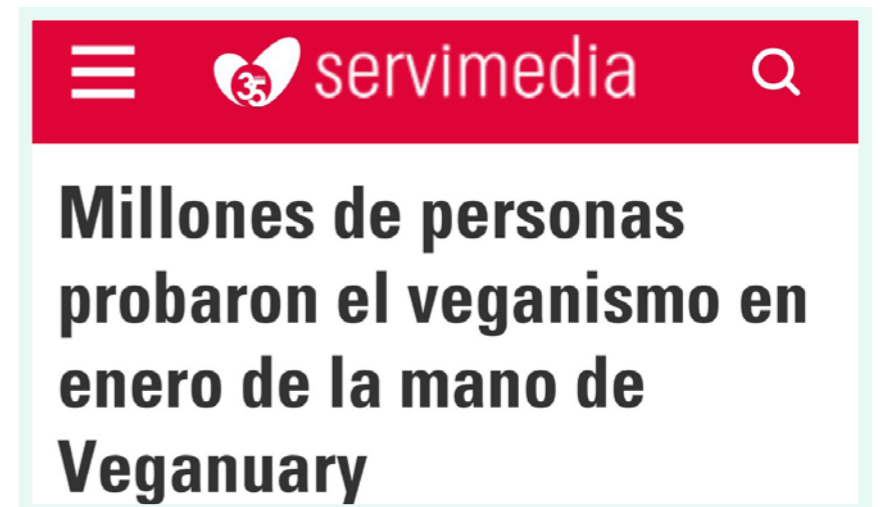 35 servimedia
Millones de personas
probaron el veganismo en
enero de la mano de
Veganuary